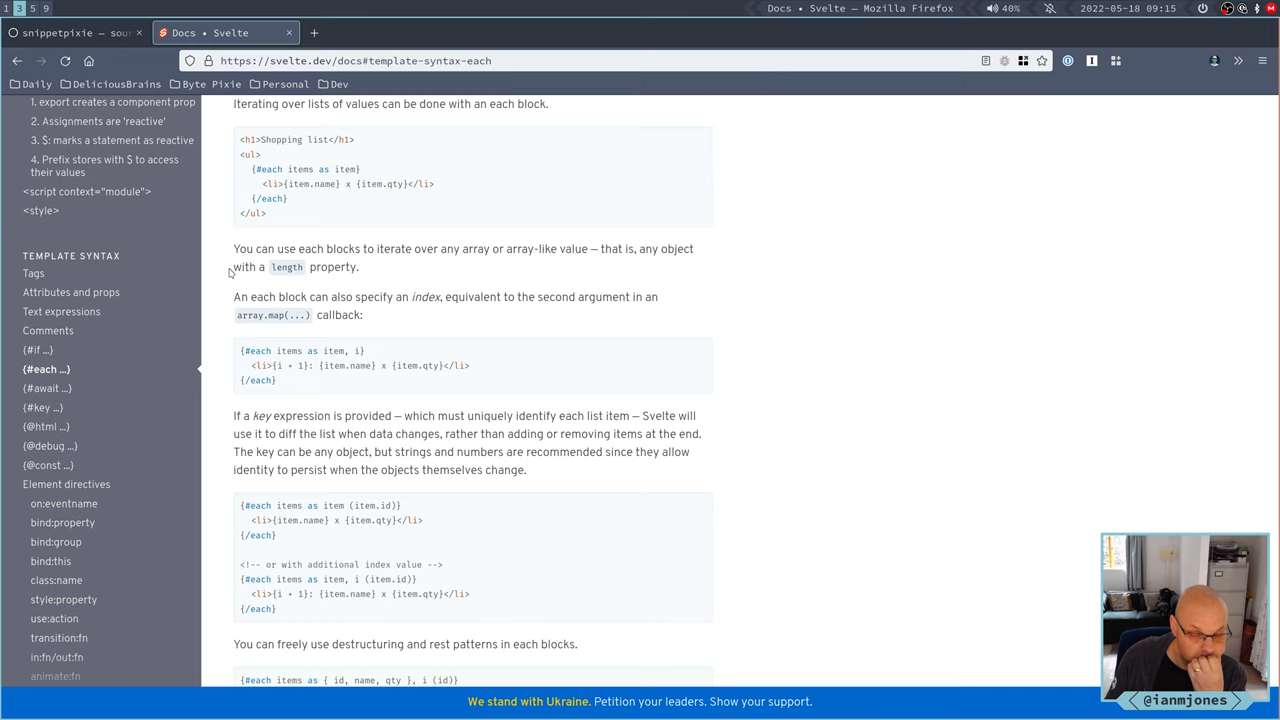 1 3 5 9
Docs • Svelte — Mozilla Firefox
40%
2022-05-18 09:15
snippetpixie — sour
Docs • Svelte
https://svelte.dev/docs#template-syntax-each
Daily
DeliciousBrains
Byte Pixie
Personal
Dev
1. export creates a component prop
2. Assignments are 'reactive'
3. $: marks a statement as reactive
4. Prefix stores with $ to access
their values
<script context="module">
<style>
TEMPLATE SYNTAX
Tags
Attributes and props
Text expressions
Comments
{#if ...}
{#each ...}
{#await ...}
{#key ...}
{@html ...}
{@debug ...}
{@const ...}
Element directives
on:eventname
bind:property
bind:group
bind:this
class:name
style:property
use:action
transition:fn
in:fn/out:fn
animate:fn
Iterating over lists of values can be done with an each block.
<h1>Shopping list</h1>
<ul>
{#each items as item}
<li>{item.name} x {item.qty}</li>
{/each}
</ul>
You can use each blocks to iterate over any array or array-like value — that is, any object
with a length property.
An each block can also specify an index, equivalent to the second argument in an
array.map(...) callback:
{#each items as item, i}
<li>{i + 1}: {item.name} x {item.qty}</li>
{/each}
If a key expression is provided — which must uniquely identify each list item — Svelte will
use it to diff the list when data changes, rather than adding or removing items at the end.
The key can be any object, but strings and numbers are recommended since they allow
identity to persist when the objects themselves change.
{#each items as item (item.id)}
<li>{item.name} x {item.qty}</li>
{/each}
<!-- or with additional index value -->
{#each items as item, i (item.id)}
<li>{i + 1}: {item.name} x {item.qty}</li>
{/each}
You can freely use destructuring and rest patterns in each blocks.
{#each items as { id, name, qty }, i (id)}
We stand with Ukraine. Petition your leaders. Show your support.
@ianmjones